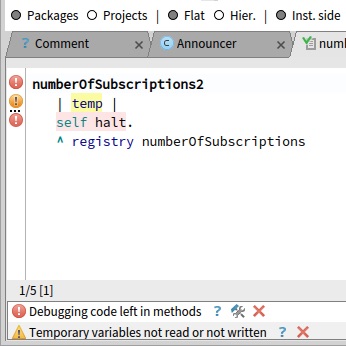 Packages Projects | Flat Hier. | Inst. side
? Comment × C Announcer ×
numberOfSubscriptions2
| temp |
self halt.
^ registry numberOfSubscriptions
1/5 [1]
Debugging code left in methods ?
Temporary variables not read or not written ?